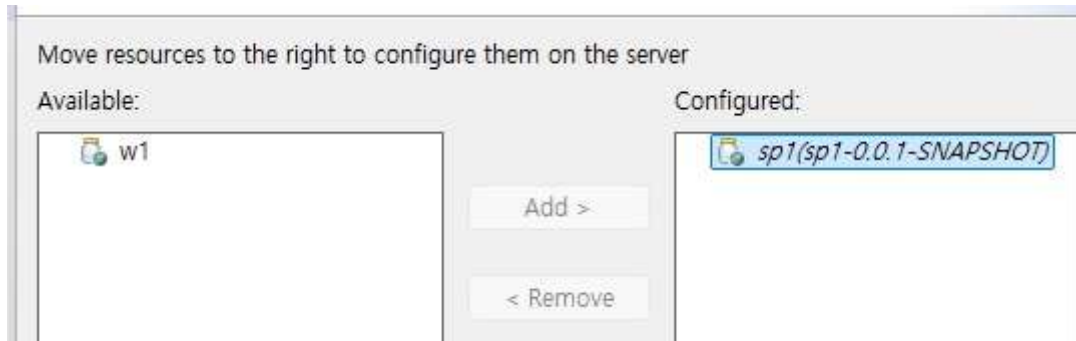 Move resources to the right to configure them on the server
Available:
Configured:
w1
sp1(sp1-0.0.1-SNAPSHOT)
Add >
< Remove